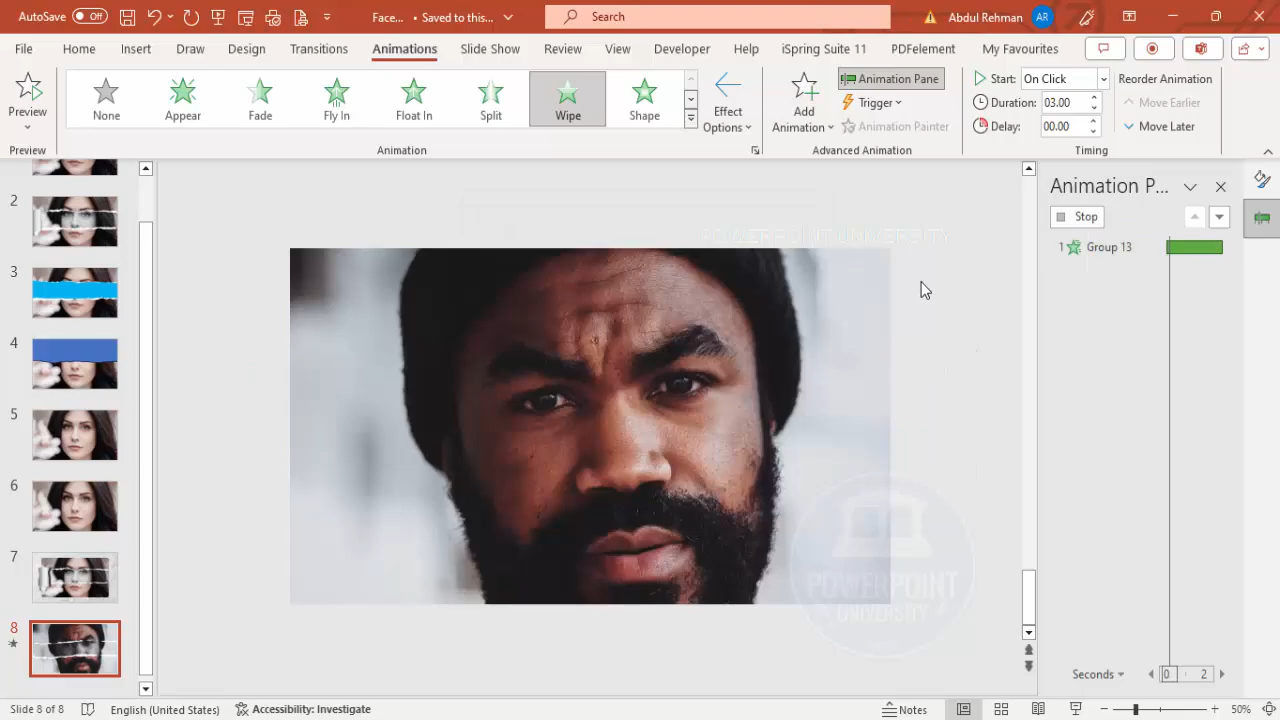 AutoSave Off
Face... • Saved to this...
Search
Abdul Rehman AR
File Home Insert Draw Design Transitions Animations Slide Show Review View Developer Help iSpring Suite 11 PDFelement My Favourites
Preview
None
Appear
Fade
Fly In
Float In
Split
Wipe
Shape
Effect Options
Add Animation
Animation Pane
Trigger
Animation Painter
Start: On Click
Duration: 03.00
Delay: 00.00
Reorder Animation
Move Earlier
Move Later
Preview
Animation
Advanced Animation
Timing
Animation P...
Stop
1 Group 13
2
3
4
5
6
7
8
POWERPOINT UNIVERSITY
POWERPOINT
UNIVERSITY
Seconds 0 2
Slide 8 of 8
English (United States)
Accessibility: Investigate
Notes
50%